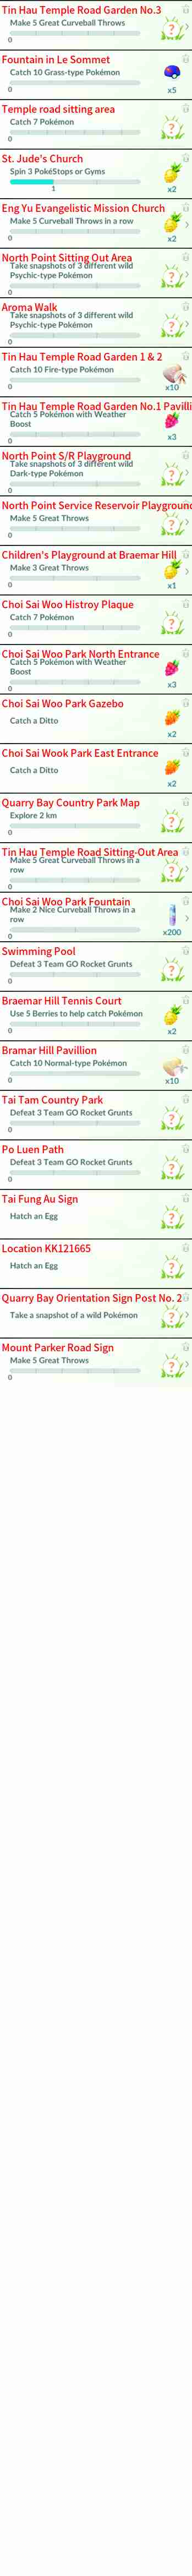 Tin Hau Temple Road Garden No.3
Make 5 Great Curveball Throws
0
Fountain in Le Sommet
Catch 10 Grass-type Pokémon
0
x5
Temple road sitting area
Catch 7 Pokémon
0
St. Jude's Church
Spin 3 PokéStops or Gyms
1
x2
Eng Yu Evangelistic Mission Church
Make 5 Curveball Throws in a row
0
x2
North Point Sitting Out Area
Take snapshots of 3 different wild
Psychic-type Pokémon
0
Aroma Walk
Take snapshots of 3 different wild
Psychic-type Pokémon
0
Tin Hau Temple Road Garden 1 & 2
Catch 10 Fire-type Pokémon
0
x10
Tin Hau Temple Road Garden No.1 Pavilli
Catch 5 Pokémon with Weather
Boost
0
x3
North Point S/R Playground
Take snapshots of 3 different wild
Dark-type Pokémon
0
North Point Service Reservoir Playground
Make 5 Great Throws
0
Children's Playground at Braemar Hill
Make 3 Great Throws
0
x1
Choi Sai Woo Histroy Plaque
Catch 7 Pokémon
0
Choi Sai Woo Park North Entrance
Catch 5 Pokémon with Weather
Boost
0
x3
Choi Sai Woo Park Gazebo
Catch a Ditto
x2
Choi Sai Wook Park East Entrance
Catch a Ditto
x2
Quarry Bay Country Park Map
Explore 2 km
0
Tin Hau Temple Road Sitting-Out Area
Make 5 Great Curveball Throws in a
row
0
Choi Sai Woo Park Fountain
Make 2 Nice Curveball Throws in a
row
0
x200
Swimming Pool
Defeat 3 Team GO Rocket Grunts
0
Braemar Hill Tennis Court
Use 5 Berries to help catch Pokémon
0
x2
Bramar Hill Pavillion
Catch 10 Normal-type Pokémon
0
x10
Tai Tam Country Park
Defeat 3 Team GO Rocket Grunts
0
Po Luen Path
Defeat 3 Team GO Rocket Grunts
0
Tai Fung Au Sign
Hatch an Egg
Location KK121665
Hatch an Egg
Quarry Bay Orientation Sign Post No. 2
Take a snapshot of a wild Pokémon
Mount Parker Road Sign
Make 5 Great Throws
0